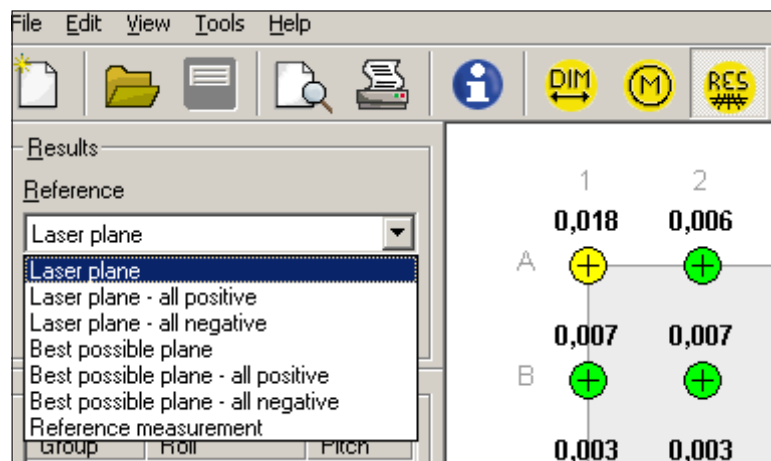 File Edit View Tools Help
DIM M RES
Results
Reference
Laser plane
Laser plane
Laser plane - all positive
Laser plane - all negative
Best possible plane
Best possible plane - all positive
Best possible plane - all negative
Reference measurement
Group Roll Pitch
1 2
0,018 0,006
A
0,007 0,007
B
0,003 0,003